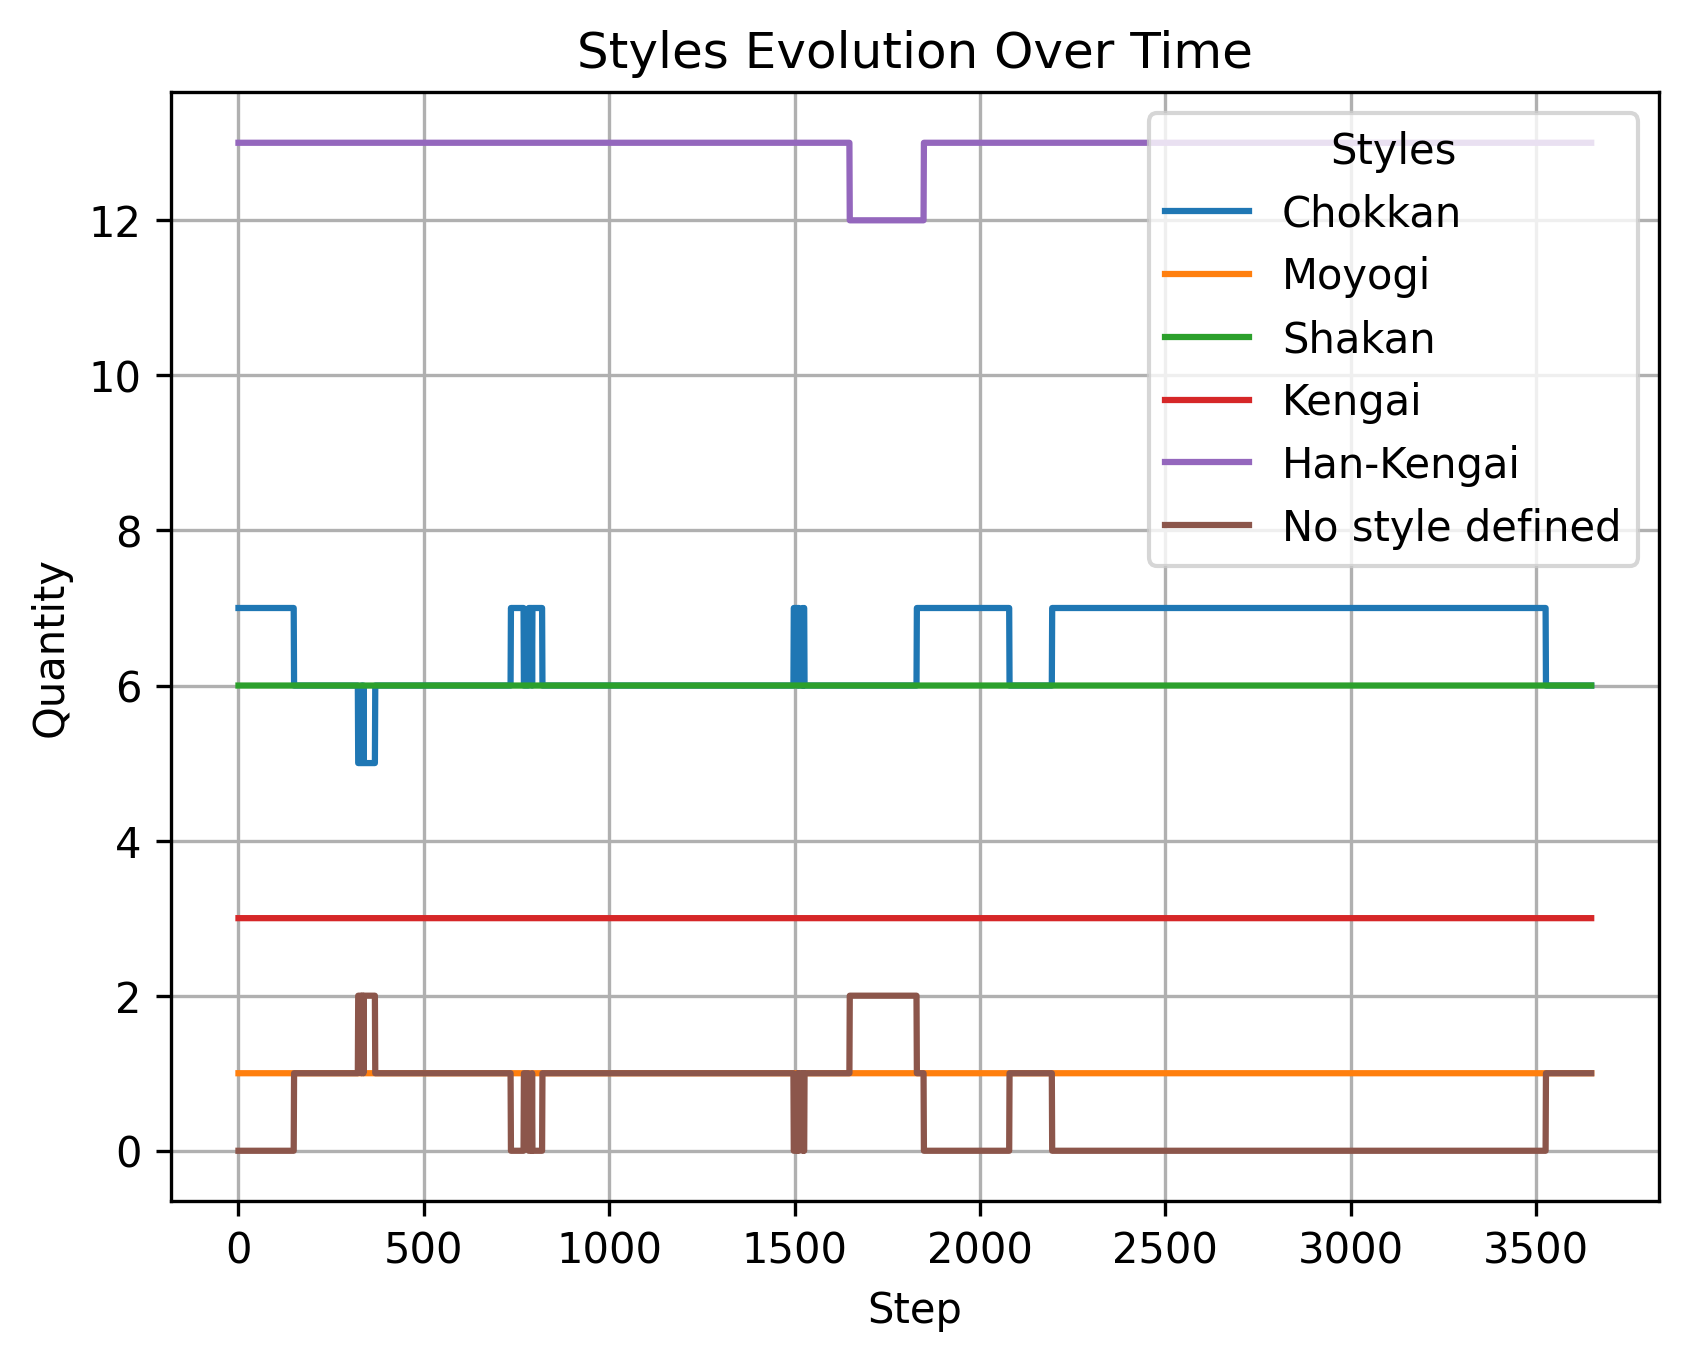 Styles Evolution Over Time
Styles
Chokkan
Moyogi
Shakan
Kengai
Han-Kengai
No style defined
Quantity
12
10
8
6
4
2
0
0 500 1000 1500 2000 2500 3000 3500
Step